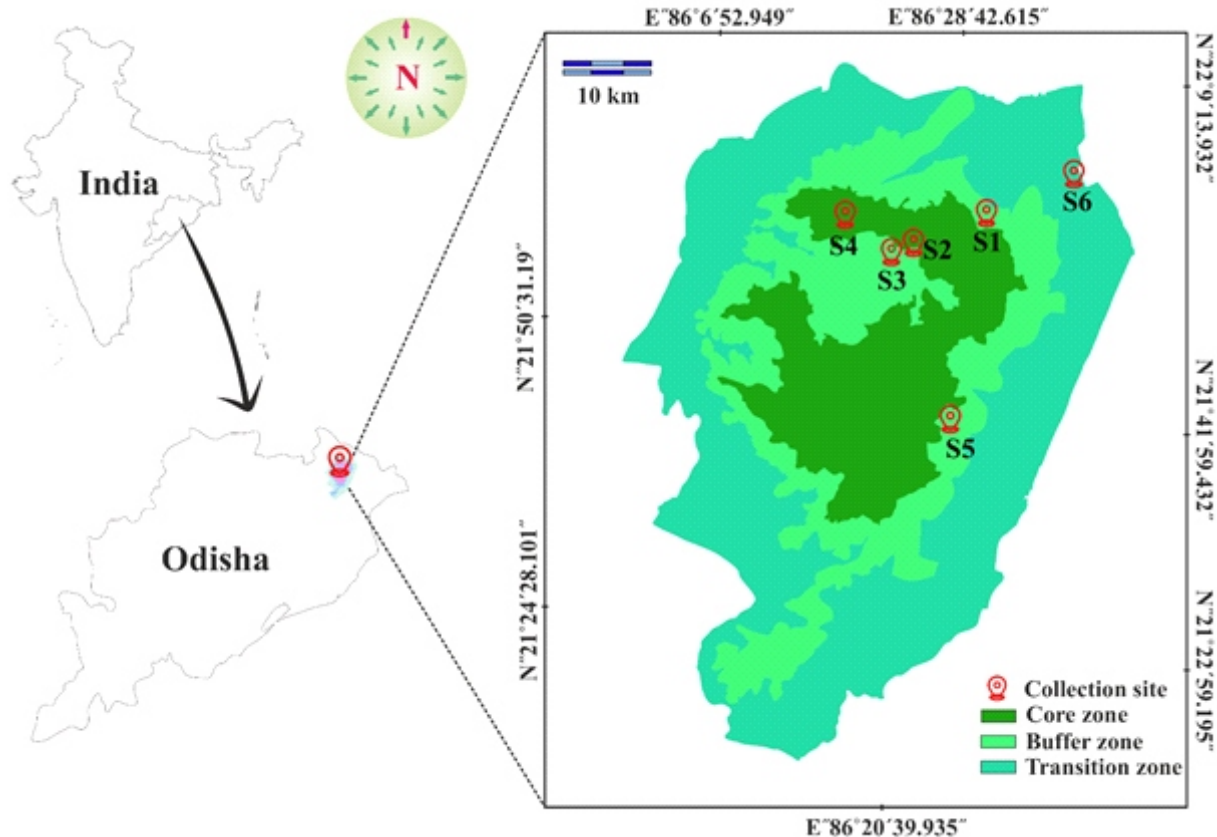 E″86°6´52.949″
E″86°28´42.615″
N
India
10 km
N″22°9´13.932″
S6
S4
S2
S1
S3
N″21°50´31.19″
N″21°41´59.432″
S5
Odisha
N″21°24´28.101″
N″21°22´59.195″
Collection site
Core zone
Buffer zone
Transition zone
E″86°20´39.935″